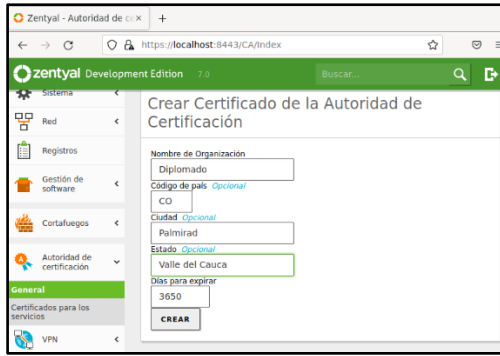 Zentyal - Autoridad de ce
https://localhost:8443/CA/Index
zentyal Development Edition 7.0
Buscar...
Sistema
Red
Registros
Gestión de
software
Cortafuegos
Autoridad de
certificación
General
Certificados para los
servicios
VPN
Crear Certificado de la Autoridad de
Certificación
Nombre de Organización
Diplomado
Código de país Opcional
CO
Ciudad Opcional
Palmirad
Estado Opcional
Valle del Cauca
Días para expirar
3650
CREAR